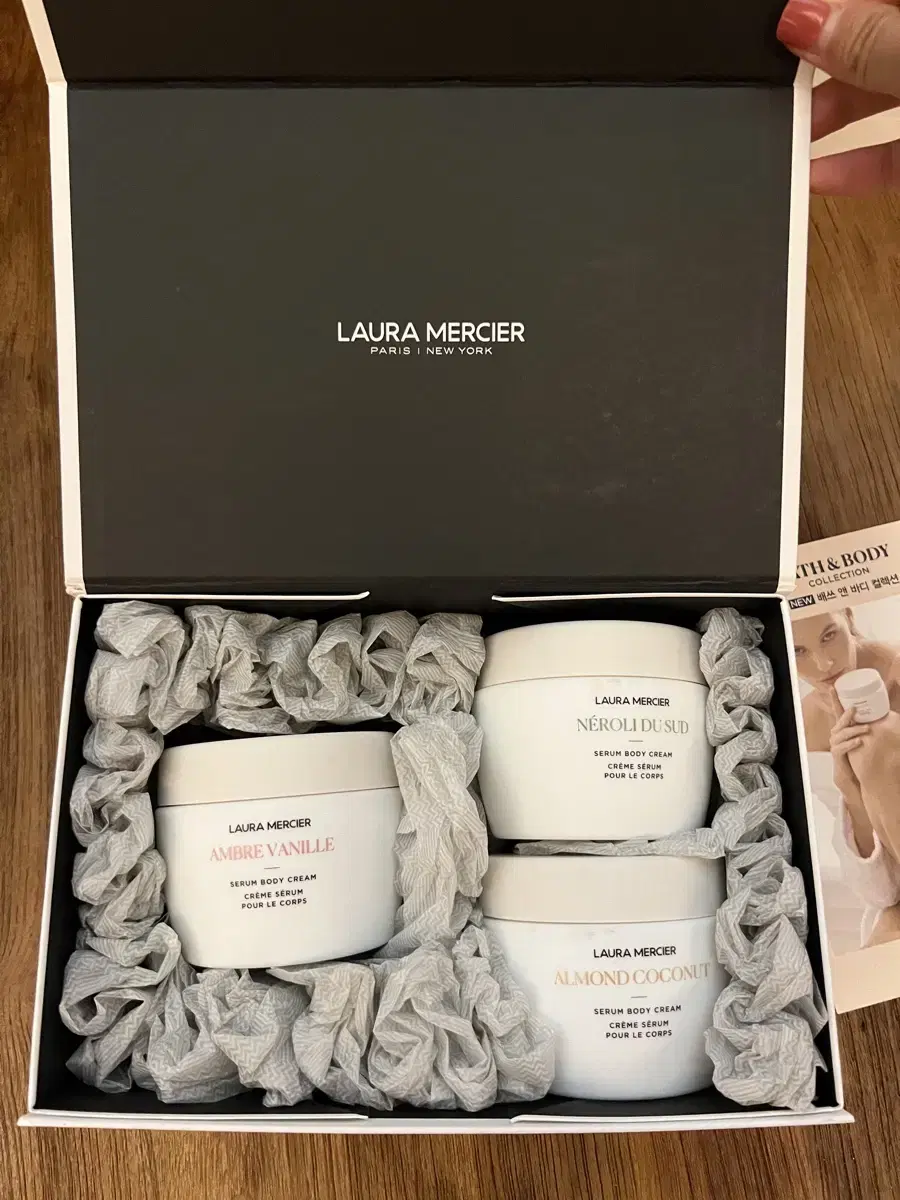 LAURA MERCIER
PARIS | NEW YORK
TH & BODY
COLLECTION
NEW 배쓰 앤 바디 컬렉션
LAURA MERCIER
NÉROLI DU SUD
SERUM BODY CREAM
CRÈME SÉRUM
POUR LE CORPS
LAURA MERCIER
AMBRE VANILLE
SERUM BODY CREAM
CRÈME SÉRUM
POUR LE CORPS
LAURA MERCIER
ALMOND COCONUT
SERUM BODY CREAM
CRÈME SÉRUM
POUR LE CORPS